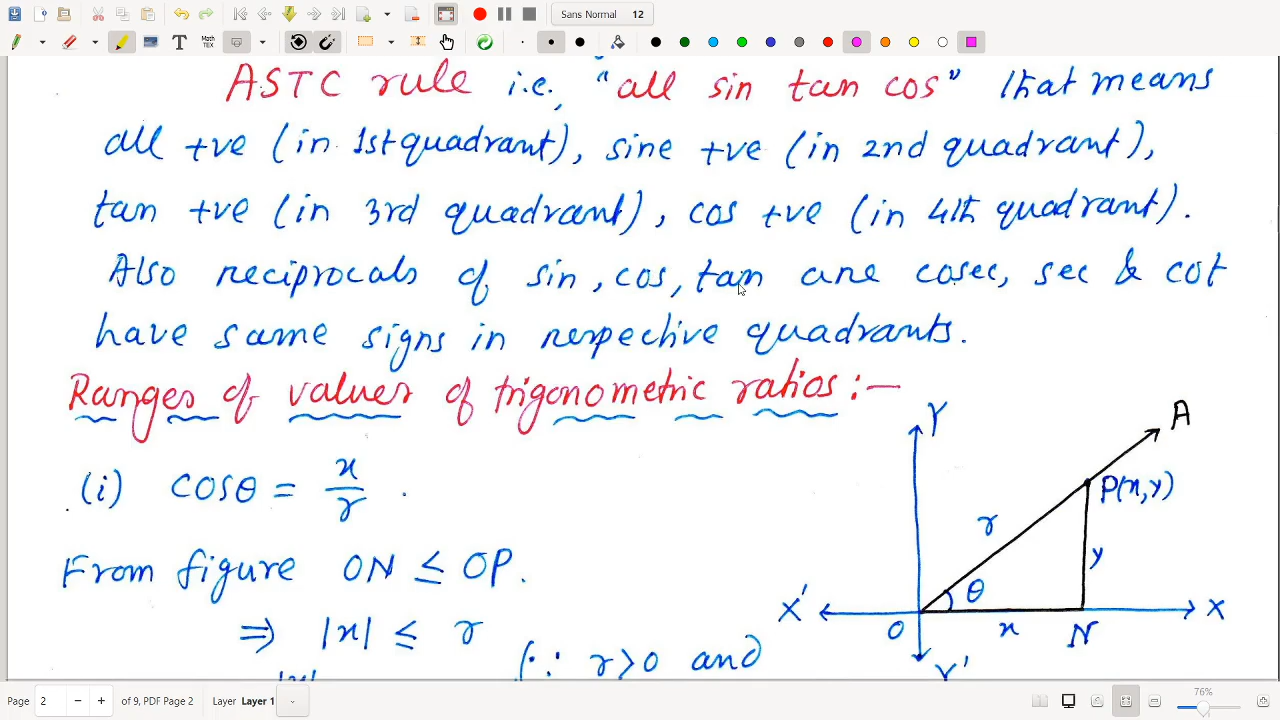 Sans Normal 12
T MATH TEX
ASTC rule i.e., "all sin tan cos" that means
all +ve (in 1st quadrant), sine +ve (in 2nd quadrant),
tan +ve (in 3rd quadrant), cos +ve (in 4th quadrant).
Also reciprocals of sin, cos, tan are cosec, sec & cot
have same signs in respective quadrants.
Ranges of values of trigonometric ratios :—
(i) cosθ = x/r .
From figure ON ≤ OP.
⇒ |x| ≤ r
(∵ r>0 and
|x|
Y
A
P(x,y)
r
y
θ
X'
O
x
N
X
Y'
Page 2 of 9, PDF Page 2 Layer Layer 1
76%